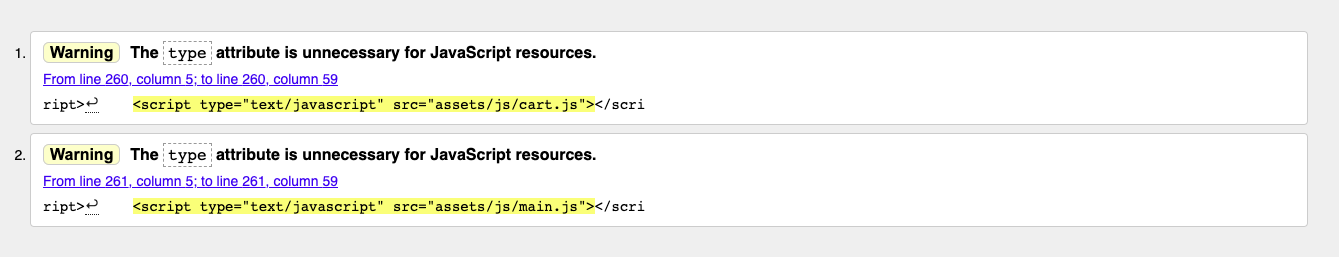 1. Warning The type attribute is unnecessary for JavaScript resources.
From line 260, column 5; to line 260, column 59
ript>↩ <script type="text/javascript" src="assets/js/cart.js"></scri
2. Warning The type attribute is unnecessary for JavaScript resources.
From line 261, column 5; to line 261, column 59
ript>↩ <script type="text/javascript" src="assets/js/main.js"></scri